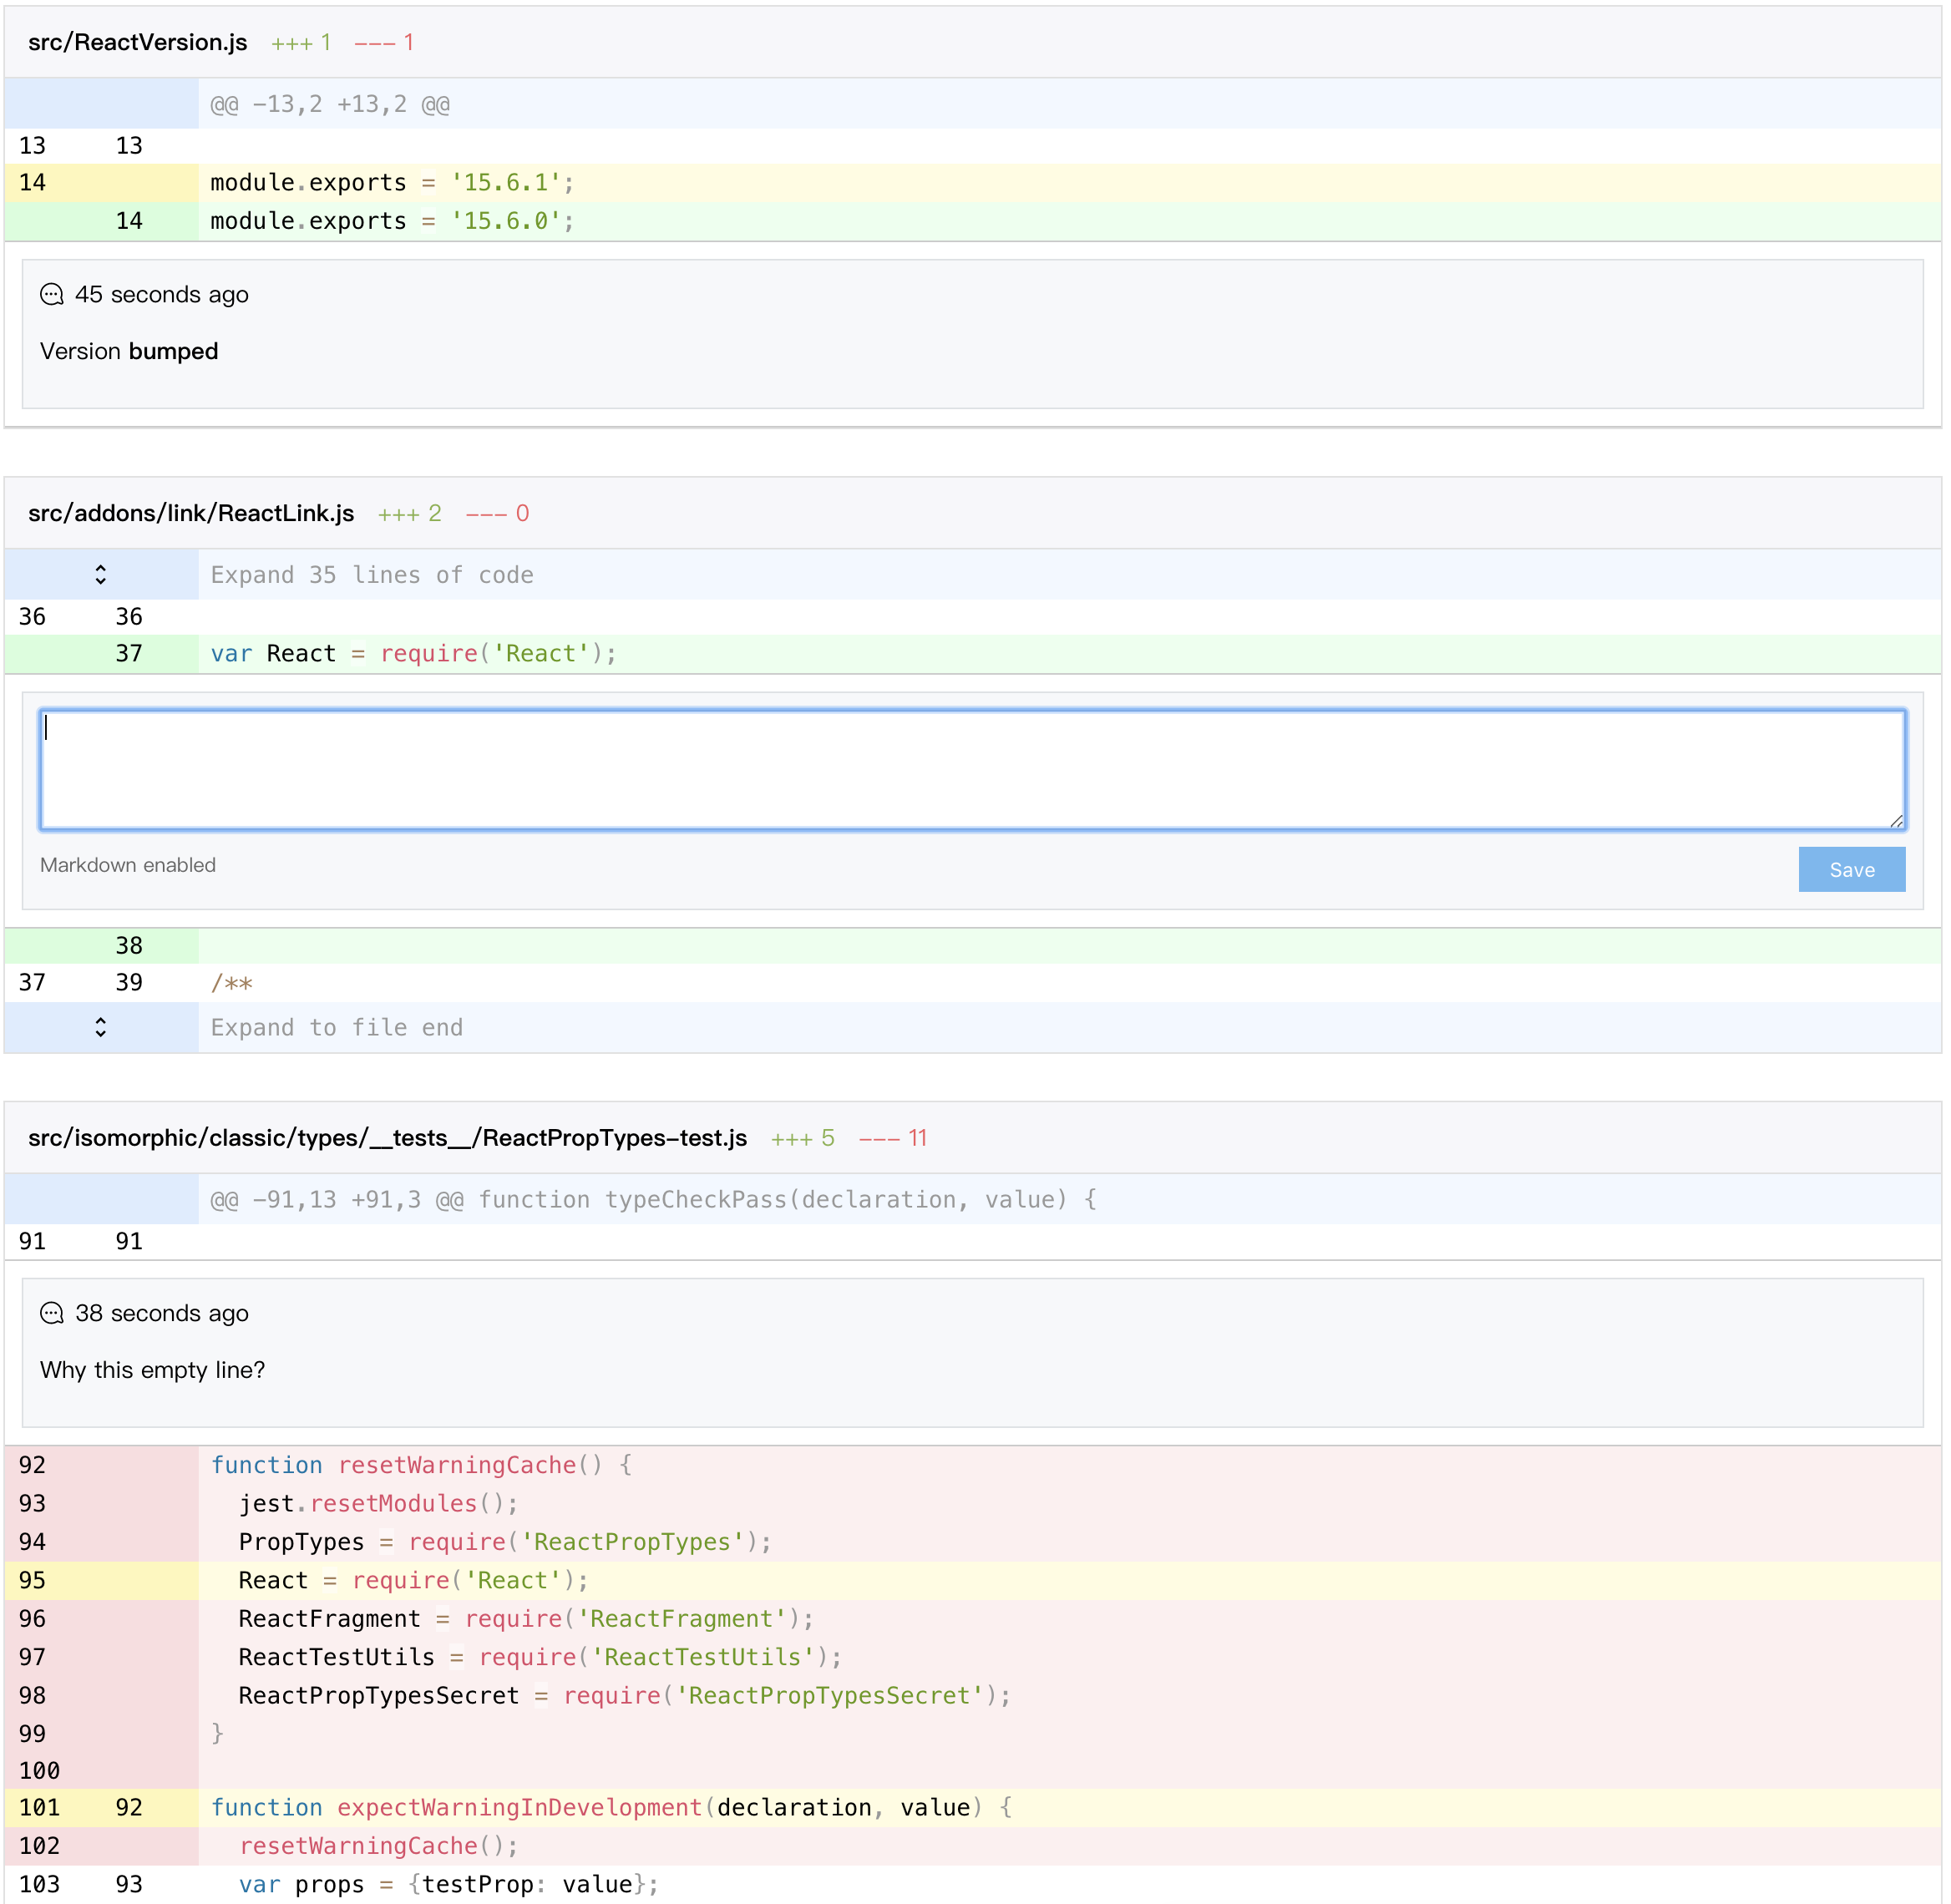 src/ReactVersion.js +++ 1 --- 1
@@ -13,2 +13,2 @@
13 13
14 module.exports = '15.6.1';
14 module.exports = '15.6.0';
45 seconds ago
Version bumped
src/addons/link/ReactLink.js +++ 2 --- 0
Expand 35 lines of code
36 36
37 var React = require('React');
Markdown enabled Save
38
37 39 /**
Expand to file end
src/isomorphic/classic/types/__tests__/ReactPropTypes-test.js +++ 5 --- 11
@@ -91,13 +91,3 @@ function typeCheckPass(declaration, value) {
91 91
38 seconds ago
Why this empty line?
92 function resetWarningCache() {
93 jest.resetModules();
94 PropTypes = require('ReactPropTypes');
95 React = require('React');
96 ReactFragment = require('ReactFragment');
97 ReactTestUtils = require('ReactTestUtils');
98 ReactPropTypesSecret = require('ReactPropTypesSecret');
99 }
100
101 92 function expectWarningInDevelopment(declaration, value) {
102 resetWarningCache();
103 93 var props = {testProp: value};